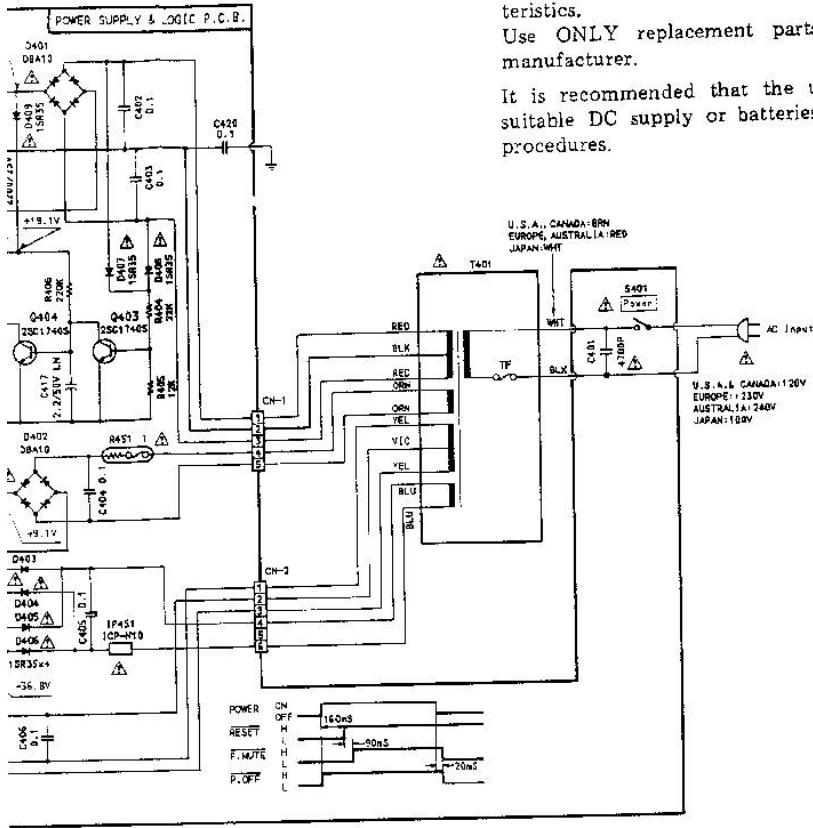 POWER SUPPLY & LOGIC P.C.B.
teristics.
Use ONLY replacement parts
manufacturer.
It is recommended that the u
suitable DC supply or batteries
procedures.
D401
DBA10
D409
1SR35
C402
0.1
C420
0.1
C403
0.1
2200/25V
+19.1V
D407
1SR35
D408
1SR35
R406
220K
R404
22K
Q404
2SC1740S
Q403
2SC1740S
C417
2.2/50V LN
R405
12K
D402
DBA10
R451 1
C404 0.1
+9.1V
D403
D404
D405
D406
1SR35x4
C405 0.1
IP451
ICP-N10
-36.8V
C406
0.1
CN-1
1
2
3
4
5
CN-2
1
2
3
4
5
6
U.S.A., CANADA:BRN
EUROPE, AUSTRALIA:RED
JAPAN:WHT
T401
RED
BLK
RED
ORN
ORN
YEL
VIO
YEL
BLU
BLU
TF
WHT
BLK
S401
Power
C401
4700P
AC Input
U.S.A.& CANADA:120V
EUROPE:230V
AUSTRALIA:240V
JAPAN:100V
POWER ON
OFF
160mS
RESET H
L
90mS
F.MUTE H
L
20mS
P.OFF H
L